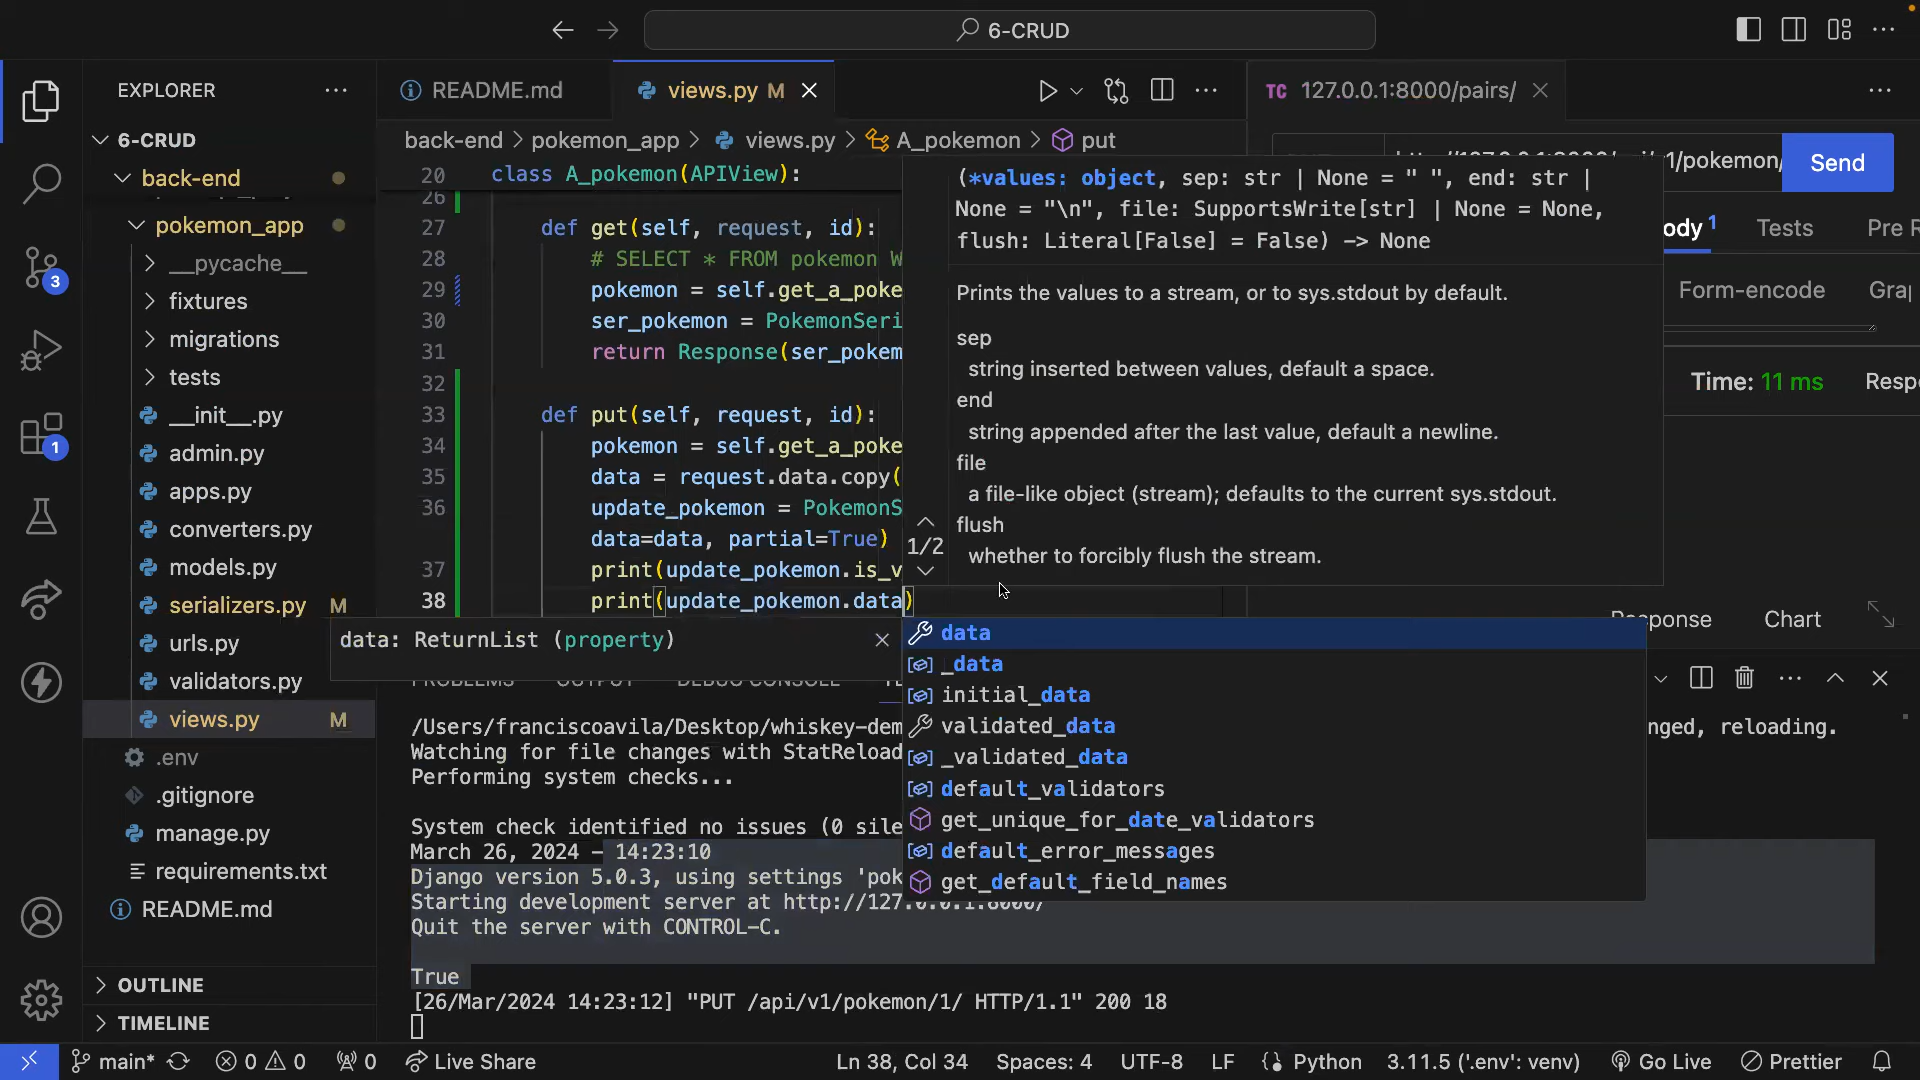 6-CRUD
EXPLORER
README.md
views.py M
127.0.0.1:8000/pairs/
6-CRUD
back-end
pokemon_app
__pycache__
fixtures
migrations
tests
__init__.py
admin.py
apps.py
converters.py
models.py
serializers.py M
urls.py
validators.py
views.py M
.env
.gitignore
manage.py
requirements.txt
README.md
OUTLINE
TIMELINE
3
1
back-end > pokemon_app > views.py > A_pokemon > put
20 class A_pokemon(APIView):
26
27 def get(self, request, id):
28 # SELECT * FROM pokemon W
29 pokemon = self.get_a_poke
30 ser_pokemon = PokemonSeri
31 return Response(ser_pokem
32
33 def put(self, request, id):
34 pokemon = self.get_a_poke
35 data = request.data.copy(
36 update_pokemon = PokemonS
data=data, partial=True)
37 print(update_pokemon.is_v
38 print(update_pokemon.data)
(*values: object, sep: str | None = " ", end: str |
None = "\n", file: SupportsWrite[str] | None = None,
flush: Literal[False] = False) -> None
Prints the values to a stream, or to sys.stdout by default.
sep
string inserted between values, default a space.
end
string appended after the last value, default a newline.
file
a file-like object (stream); defaults to the current sys.stdout.
flush
whether to forcibly flush the stream.
1/2
data: ReturnList (property)
data
_data
initial_data
validated_data
_validated_data
default_validators
get_unique_for_date_validators
default_error_messages
get_default_field_names
1/pokemon/
Send
ody 1
Tests
Pre R
Form-encode
Gra
Time: 11 ms
Resp
Response
Chart
/Users/franciscoavila/Desktop/whiskey-dem
nged, reloading.
Watching for file changes with StatReload
Performing system checks...
System check identified no issues (0 sile
March 26, 2024 - 14:23:10
Django version 5.0.3, using settings 'pok
Starting development server at http://127.0.0.1:8000/
Quit the server with CONTROL-C.
True
[26/Mar/2024 14:23:12] "PUT /api/v1/pokemon/1/ HTTP/1.1" 200 18
main*
0
0
0
Live Share
Ln 38, Col 34
Spaces: 4
UTF-8
LF
Python
3.11.5 ('.env': venv)
Go Live
Prettier